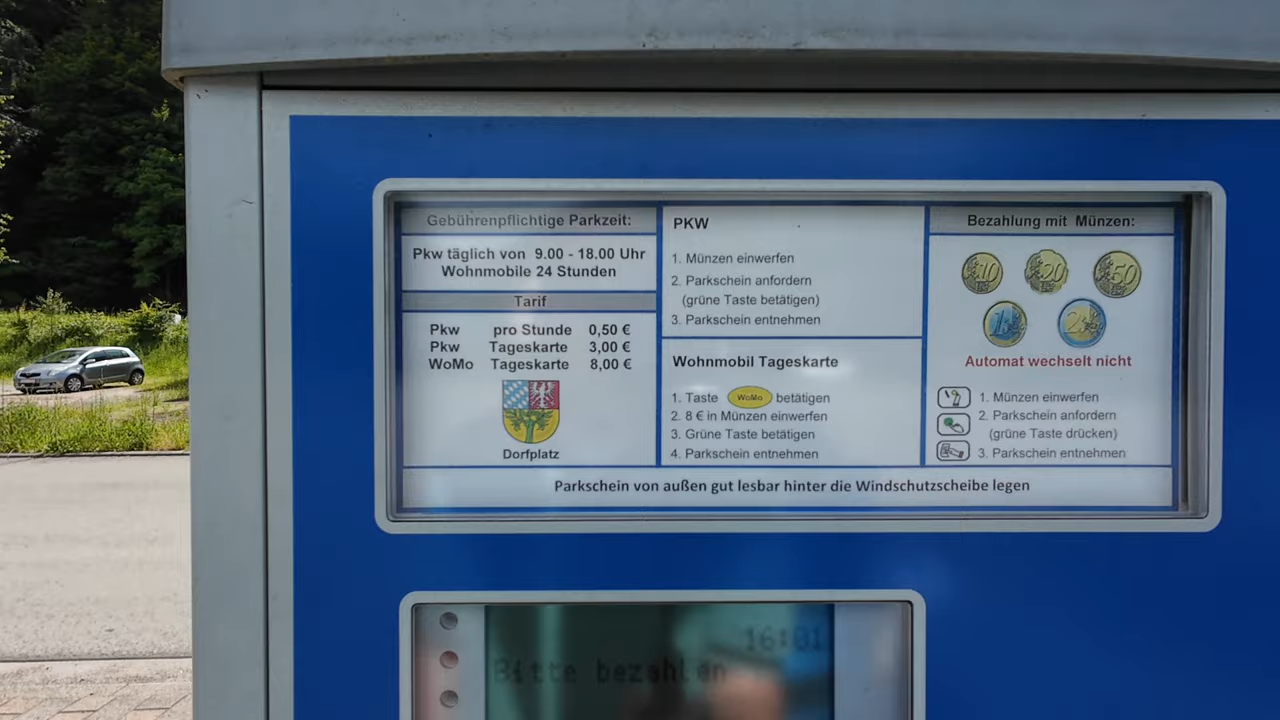 Gebührenpflichtige Parkzeit:
Pkw täglich von 9.00 - 18.00 Uhr
Wohnmobile 24 Stunden
Tarif
Pkw pro Stunde 0,50 €
Pkw Tageskarte 3,00 €
WoMo Tageskarte 8,00 €
Dorfplatz
PKW
1. Münzen einwerfen
2. Parkschein anfordern
(grüne Taste betätigen)
3. Parkschein entnehmen
Wohnmobil Tageskarte
1. Taste WoMo betätigen
2. 8 € in Münzen einwerfen
3. Grüne Taste betätigen
4. Parkschein entnehmen
Bezahlung mit Münzen:
10 20 50
1 2
Automat wechselt nicht
1. Münzen einwerfen
2. Parkschein anfordern
(grüne Taste drücken)
3. Parkschein entnehmen
Parkschein von außen gut lesbar hinter die Windschutzscheibe legen
16:01
Bitte bezahlen